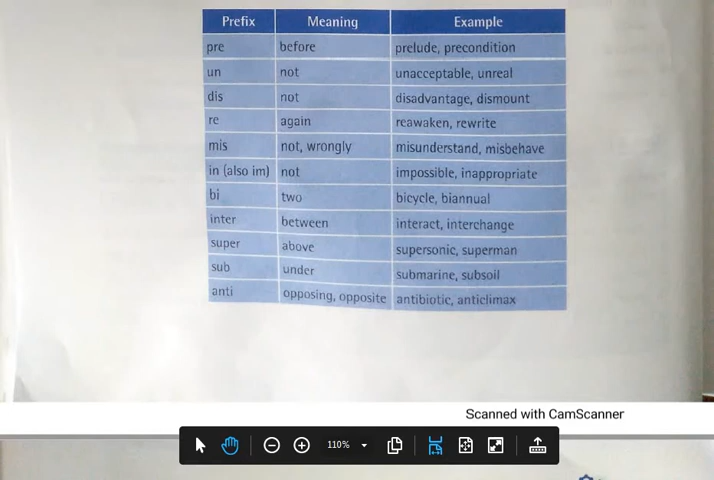 Prefix Meaning Example
pre before prelude, precondition
un not unacceptable, unreal
dis not disadvantage, dismount
re again reawaken, rewrite
mis not, wrongly misunderstand, misbehave
in (also im) not impossible, inappropriate
bi two bicycle, biannual
inter between interact, interchange
super above supersonic, superman
sub under submarine, subsoil
anti opposing, opposite antibiotic, anticlimax
Scanned with CamScanner
110%